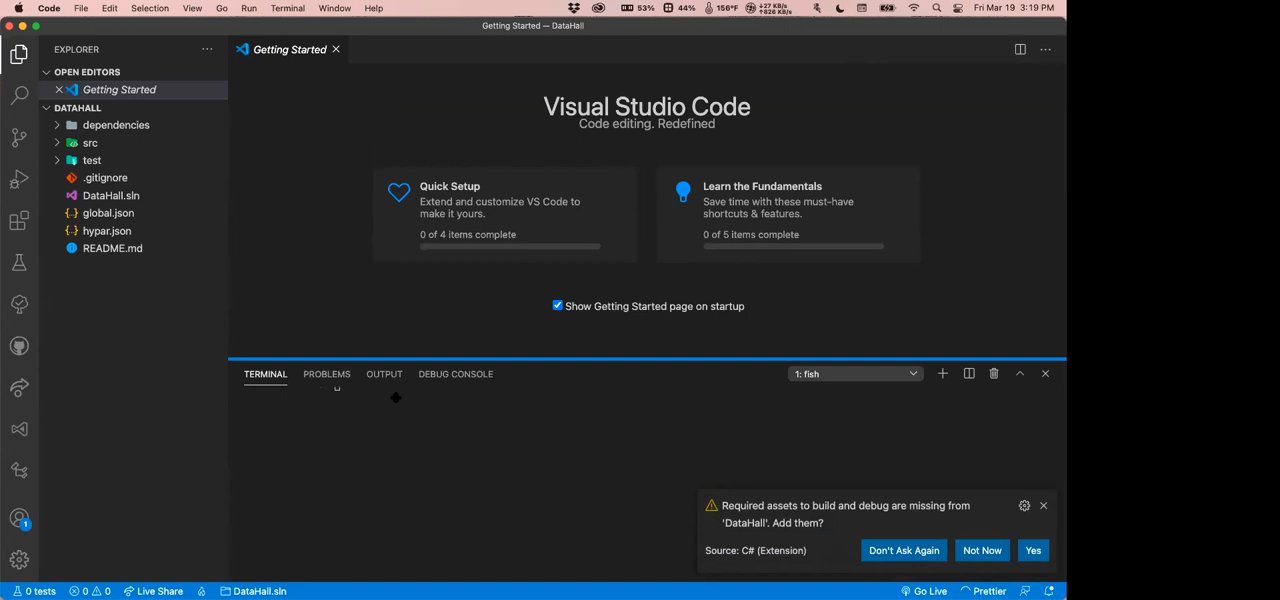 Code File Edit Selection View Go Run Terminal Window Help 53% 44% 156°F ↓27 KB/s ↑826 KB/s Fri Mar 19 3:19 PM
Getting Started — DataHall
EXPLORER
Getting Started
OPEN EDITORS
Getting Started
DATAHALL
dependencies
src
test
.gitignore
DataHall.sln
global.json
hypar.json
README.md
Visual Studio Code
Code editing. Redefined
Quick Setup
Extend and customize VS Code to
make it yours.
0 of 4 items complete
Learn the Fundamentals
Save time with these must-have
shortcuts & features.
0 of 5 items complete
Show Getting Started page on startup
TERMINAL PROBLEMS OUTPUT DEBUG CONSOLE 1: fish
Required assets to build and debug are missing from
'DataHall'. Add them?
Source: C# (Extension) Don't Ask Again Not Now Yes
1
0 tests 0 0 Live Share DataHall.sln Go Live Prettier